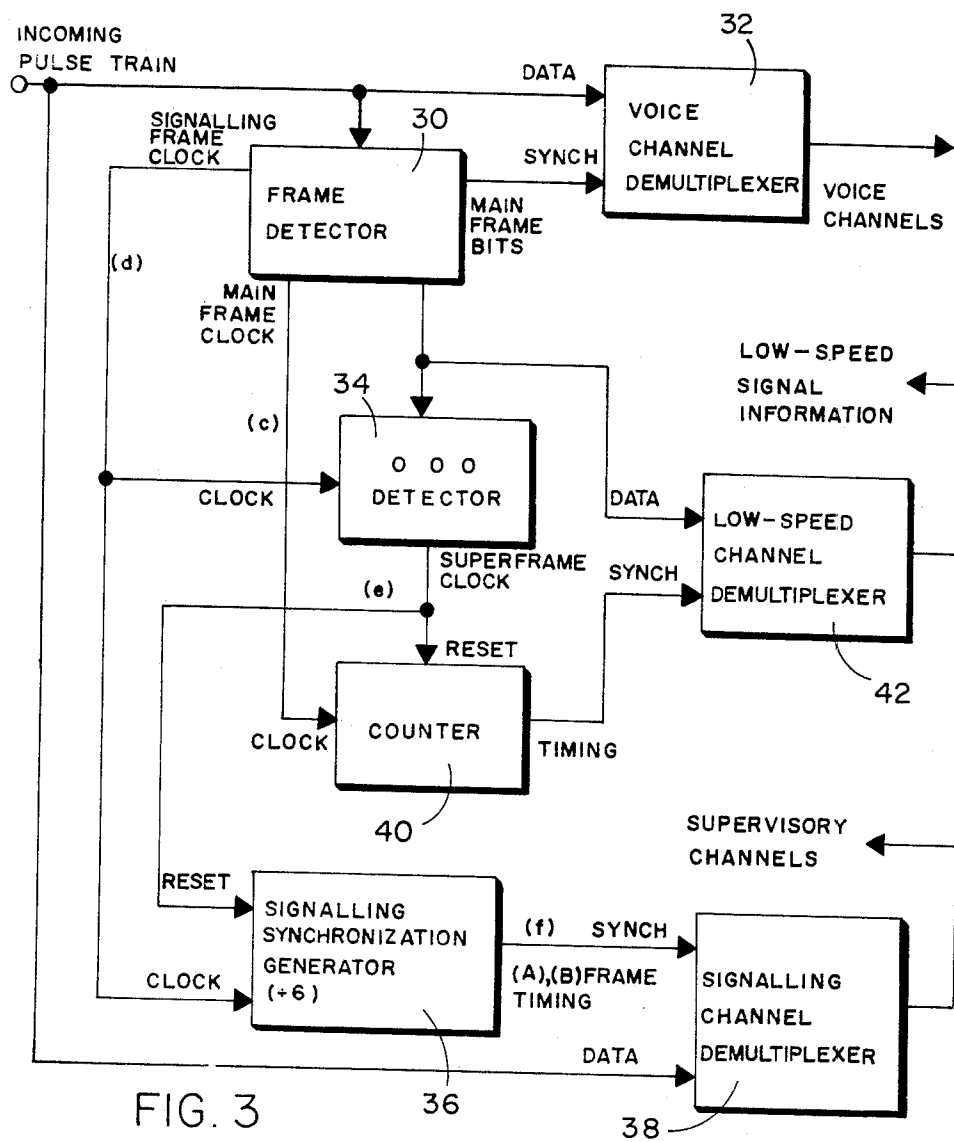 INCOMING
PULSE TRAIN
32
DATA
VOICE
CHANNEL
DEMULTIPLEXER
SIGNALLING
FRAME
CLOCK
30
SYNCH
FRAME
DETECTOR
MAIN
FRAME
BITS
VOICE
CHANNELS
(d)
MAIN
FRAME
CLOCK
LOW-SPEED
SIGNAL
INFORMATION
34
(c)
O O O
DETECTOR
CLOCK
DATA
LOW-SPEED
CHANNEL
DEMULTIPLEXER
SUPERFRAME
CLOCK
SYNCH
(e)
RESET
42
COUNTER
CLOCK
TIMING
40
SUPERVISORY
CHANNELS
RESET
SIGNALLING
SYNCHRONIZATION
GENERATOR
(÷6)
(f) SYNCH
(A),(B)FRAME
TIMING
CLOCK
SIGNALLING
CHANNEL
DEMULTIPLEXER
DATA
FIG. 3
36
38